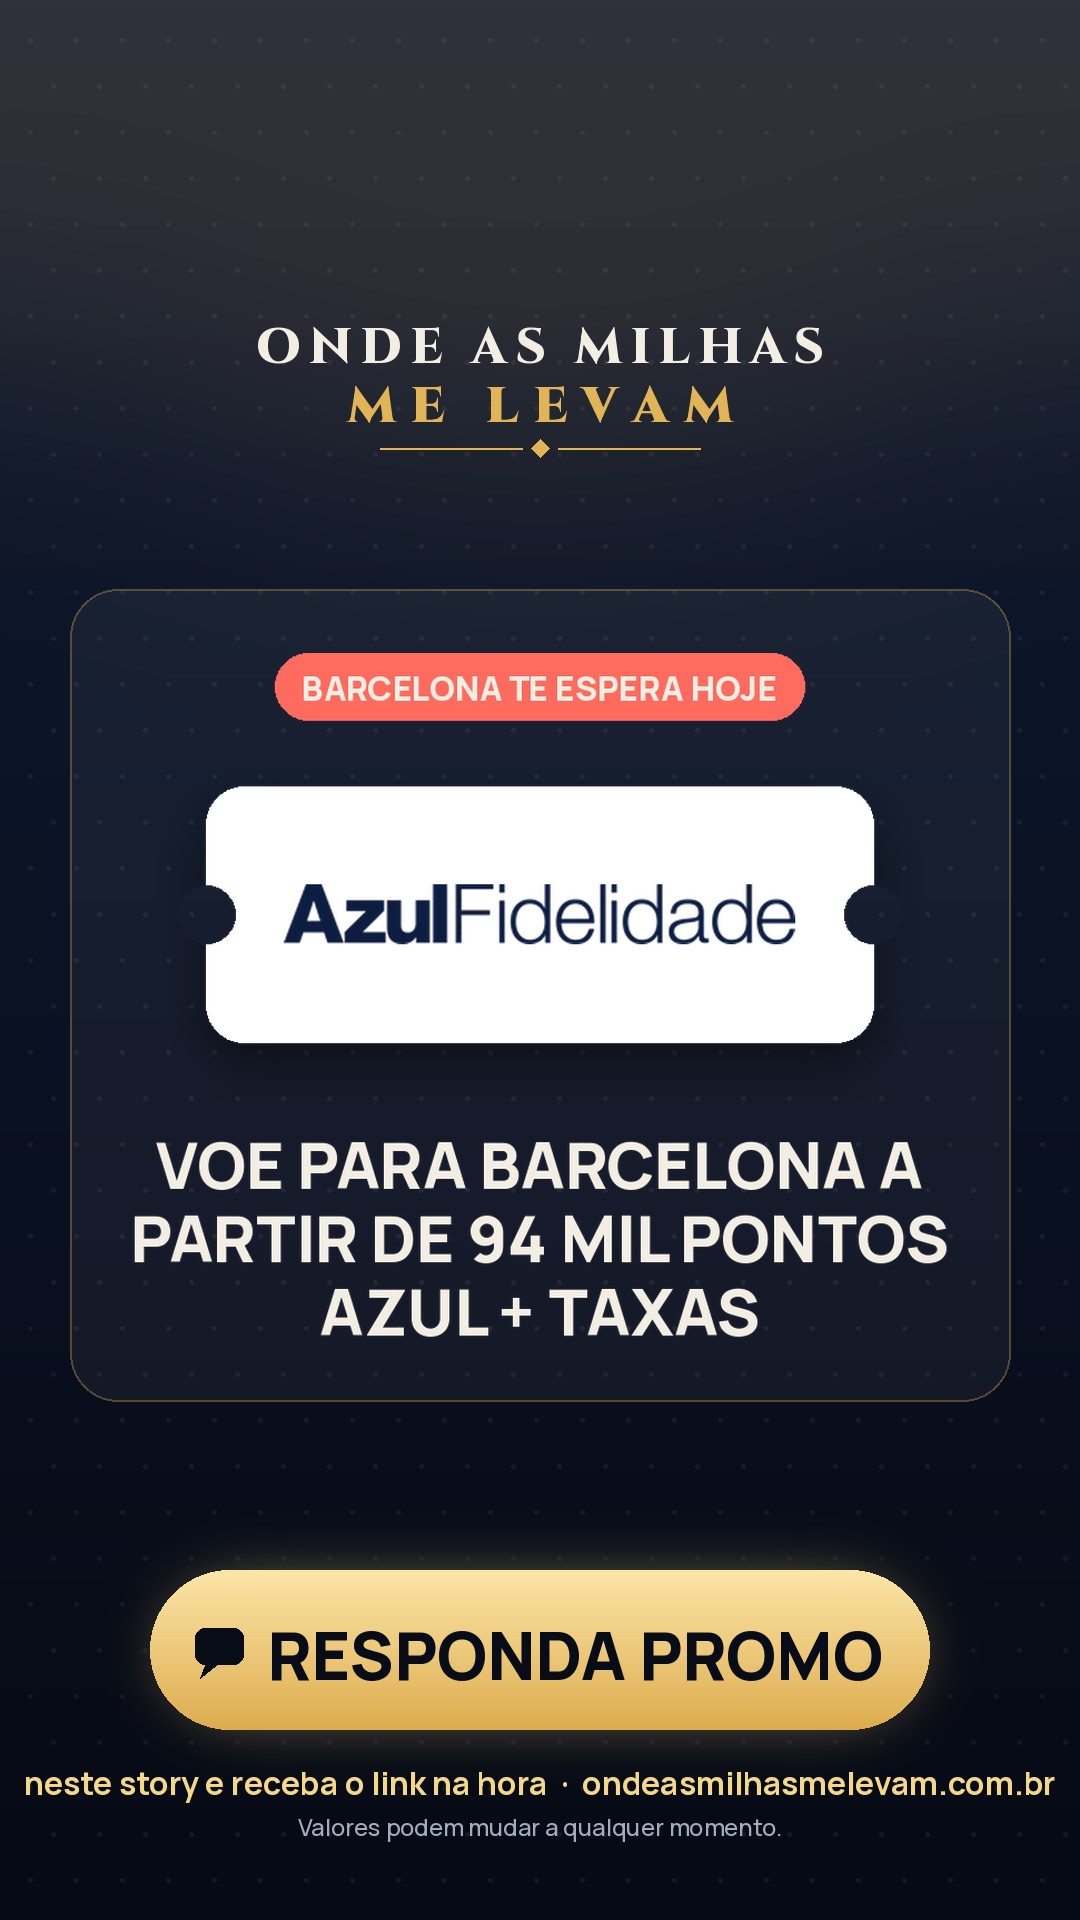 ONDE AS MILHAS
ME LEVAM
BARCELONA TE ESPERA HOJE
AzulFidelidade
VOE PARA BARCELONA A
PARTIR DE 94 MIL PONTOS
AZUL + TAXAS
RESPONDA PROMO
neste story e receba o link na hora · ondeasmilhasmelevam.com.br
Valores podem mudar a qualquer momento.